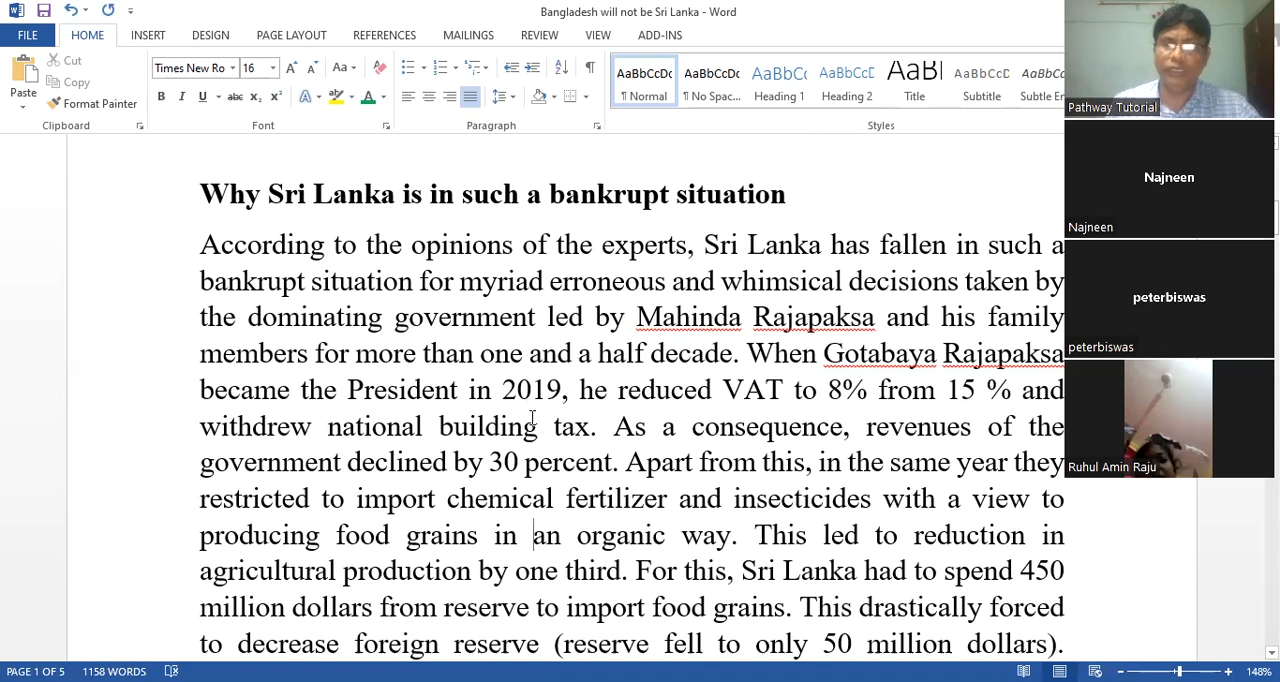 Bangladesh will not be Sri Lanka - Word
FILE HOME INSERT DESIGN PAGE LAYOUT REFERENCES MAILINGS REVIEW VIEW ADD-INS
Paste
Cut
Copy
Format Painter
Clipboard
Times New Ro 16
Font
Paragraph
AaBbCcDc AaBbCcDc AaBbCc AaBbCcD AaBl AaBbCcD AaBbCcD
¶ Normal ¶ No Spac... Heading 1 Heading 2 Title Subtitle Subtle En
Styles
Why Sri Lanka is in such a bankrupt situation
According to the opinions of the experts, Sri Lanka has fallen in such a
bankrupt situation for myriad erroneous and whimsical decisions taken by
the dominating government led by Mahinda Rajapaksa and his family
members for more than one and a half decade. When Gotabaya Rajapaksa
became the President in 2019, he reduced VAT to 8% from 15 % and
withdrew national building tax. As a consequence, revenues of the
government declined by 30 percent. Apart from this, in the same year they
restricted to import chemical fertilizer and insecticides with a view to
producing food grains in an organic way. This led to reduction in
agricultural production by one third. For this, Sri Lanka had to spend 450
million dollars from reserve to import food grains. This drastically forced
to decrease foreign reserve (reserve fell to only 50 million dollars).
PAGE 1 OF 5 1158 WORDS
148%
Pathway Tutorial
Najneen
Najneen
peterbiswas
peterbiswas
Ruhul Amin Raju